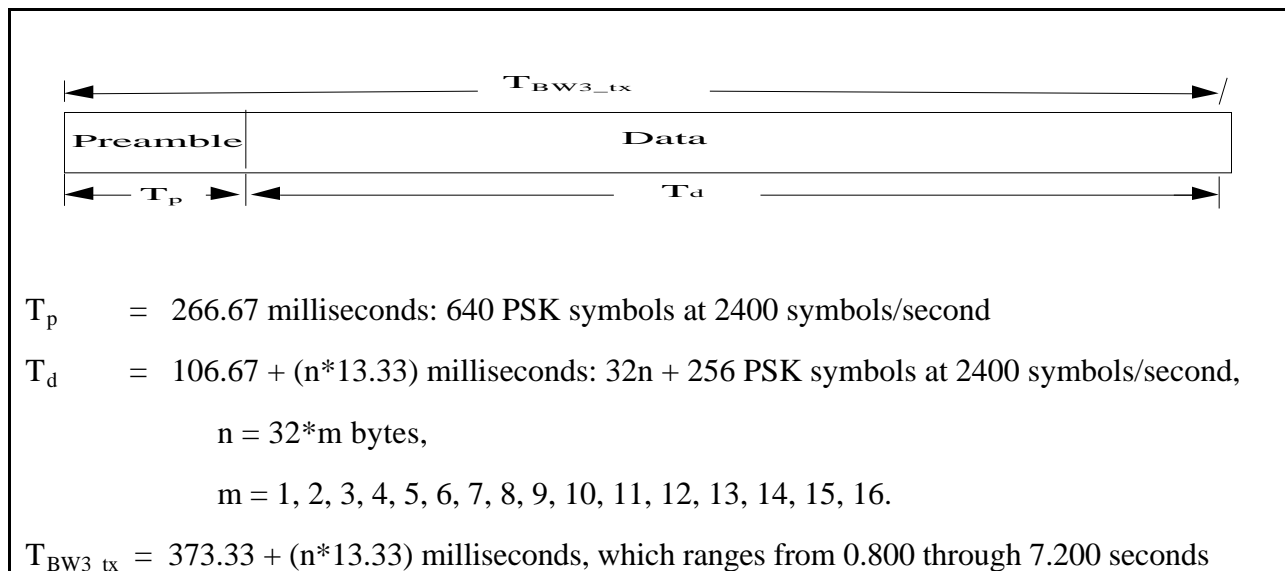 T_BW3_tx
Preamble Data
T_p T_d
T_p = 266.67 milliseconds: 640 PSK symbols at 2400 symbols/second
T_d = 106.67 + (n*13.33) milliseconds: 32n + 256 PSK symbols at 2400 symbols/second,
n = 32*m bytes,
m = 1, 2, 3, 4, 5, 6, 7, 8, 9, 10, 11, 12, 13, 14, 15, 16.
T_BW3_tx = 373.33 + (n*13.33) milliseconds, which ranges from 0.800 through 7.200 seconds